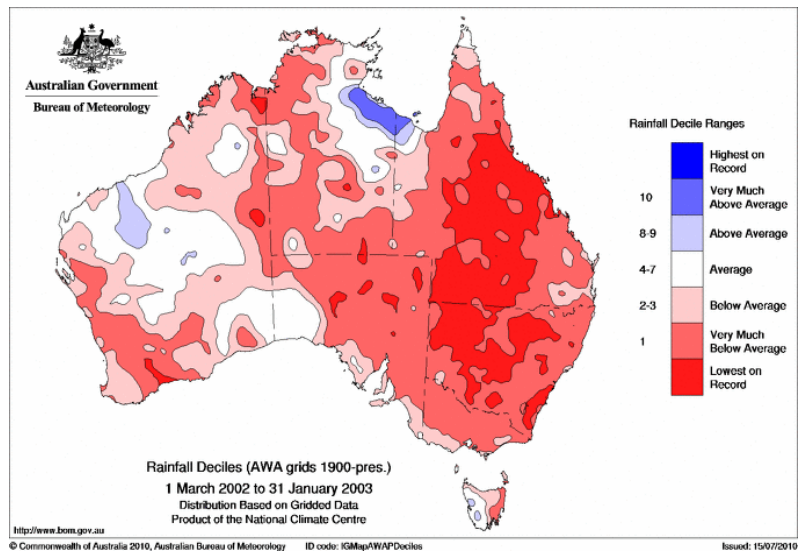 Australian Government
Bureau of Meteorology
Rainfall Decile Ranges
Highest on
Record
10 Very Much
Above Average
8-9 Above Average
4-7 Average
2-3 Below Average
1 Very Much
Below Average
Lowest on
Record
Rainfall Deciles (AWA grids 1900-pres.)
1 March 2002 to 31 January 2003
Distribution Based on Gridded Data
Product of the National Climate Centre
http://www.bom.gov.au
© Commonwealth of Australia 2010, Australian Bureau of Meteorology ID code: IGMapAWAPDeciles Issued: 15/07/2010